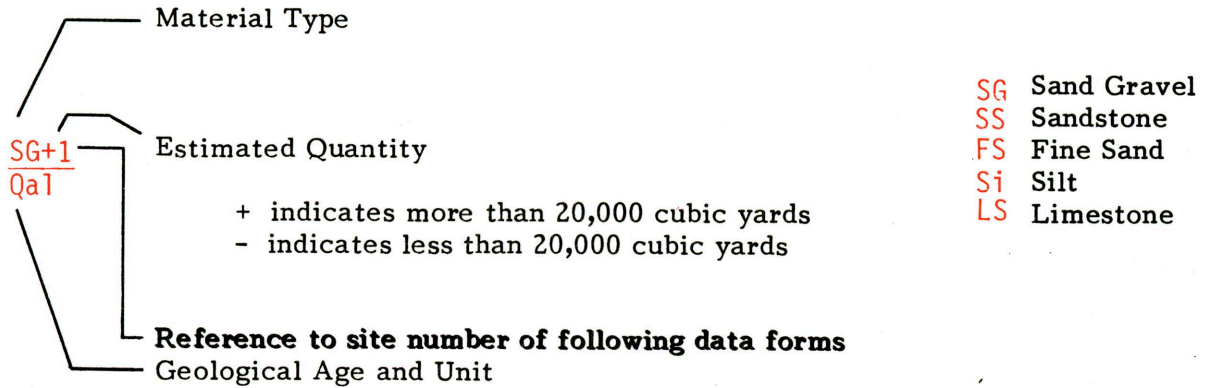 Material Type
SG+1
Qal
Estimated Quantity
+ indicates more than 20,000 cubic yards
- indicates less than 20,000 cubic yards
Reference to site number of following data forms
Geological Age and Unit
SG Sand Gravel
SS Sandstone
FS Fine Sand
Si Silt
LS Limestone